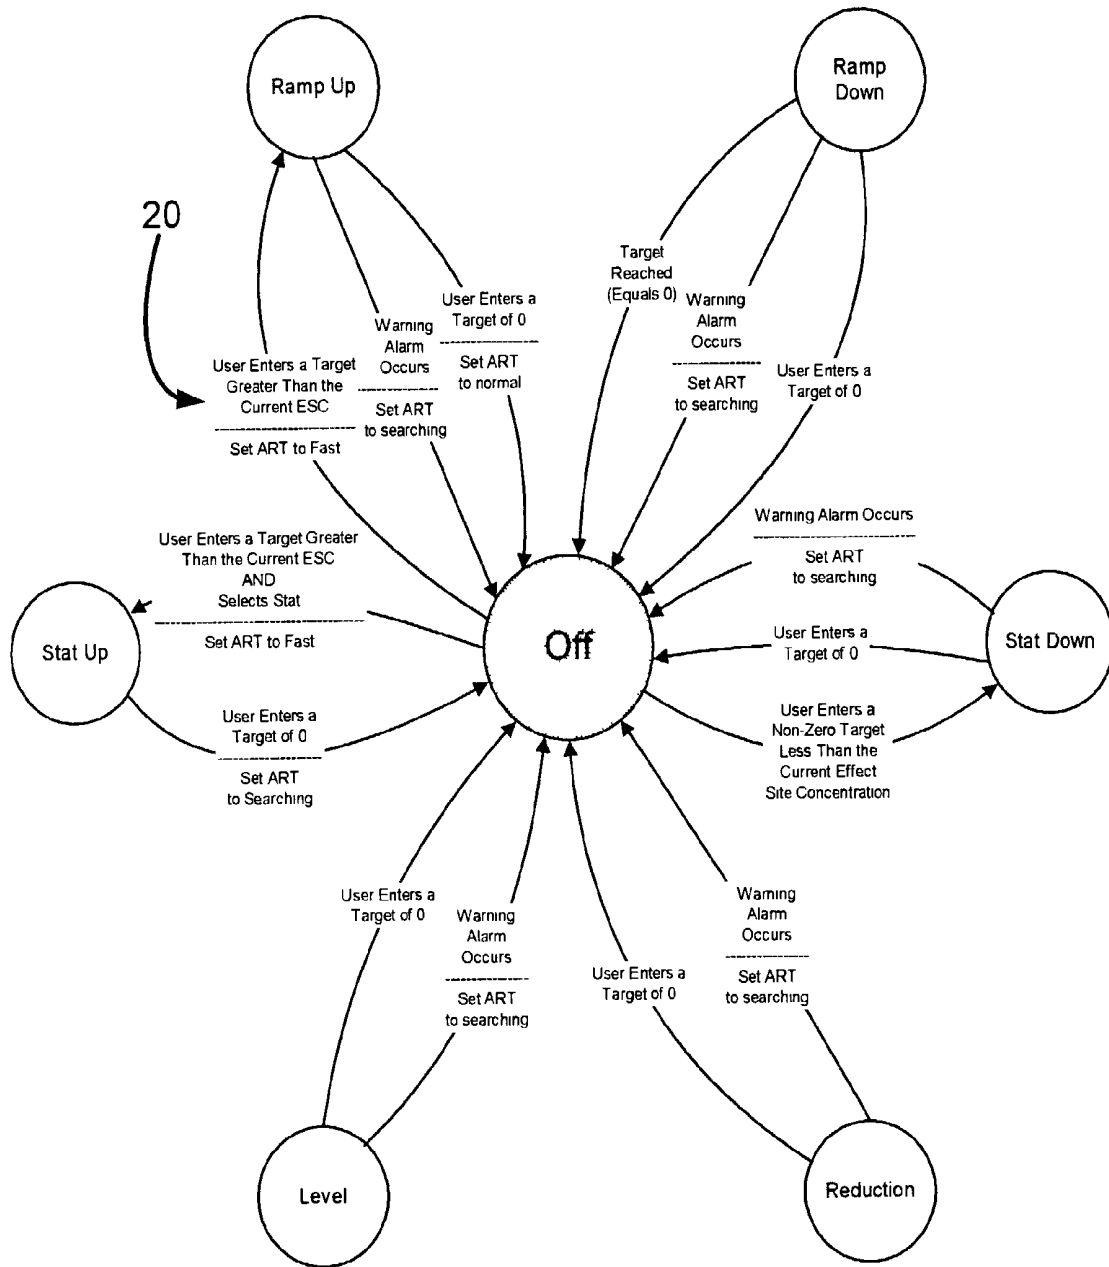 Ramp Up
Ramp
Down
20
Target
Reached
(Equals 0)
User Enters a
Target of 0
Set ART
to normal
Warning
Alarm
Occurs
Set ART
to searching
User Enters a Target
Greater Than the
Current ESC
Set ART to Fast
Warning
Alarm
Occurs
Set ART
to searching
User Enters a
Target of 0
User Enters a Target Greater
Than the Current ESC
AND
Selects Stat
Set ART to Fast
Warning Alarm Occurs
Set ART
to searching
Stat Up
Off
User Enters a
Target of 0
Stat Down
User Enters a
Target of 0
Set ART
to Searching
User Enters a
Non-Zero Target
Less Than the
Current Effect
Site Concentration
User Enters a
Target of 0
Warning
Alarm
Occurs
Set ART
to searching
User Enters a
Target of 0
Warning
Alarm
Occurs
Set ART
to searching
Level
Reduction